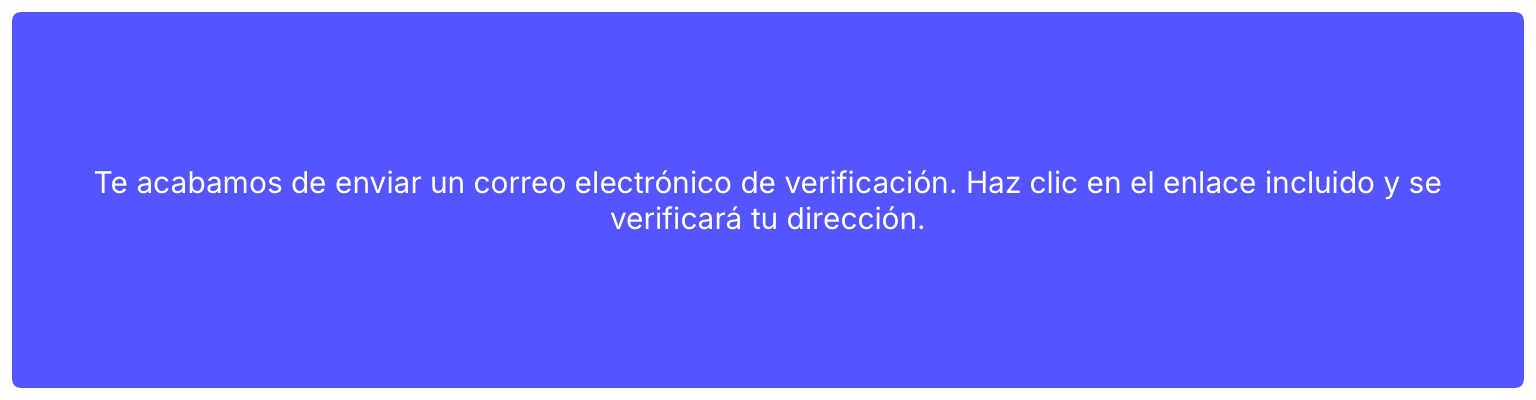 Te acabamos de enviar un correo electrónico de verificación. Haz clic en el enlace incluido y se
verificará tu dirección.